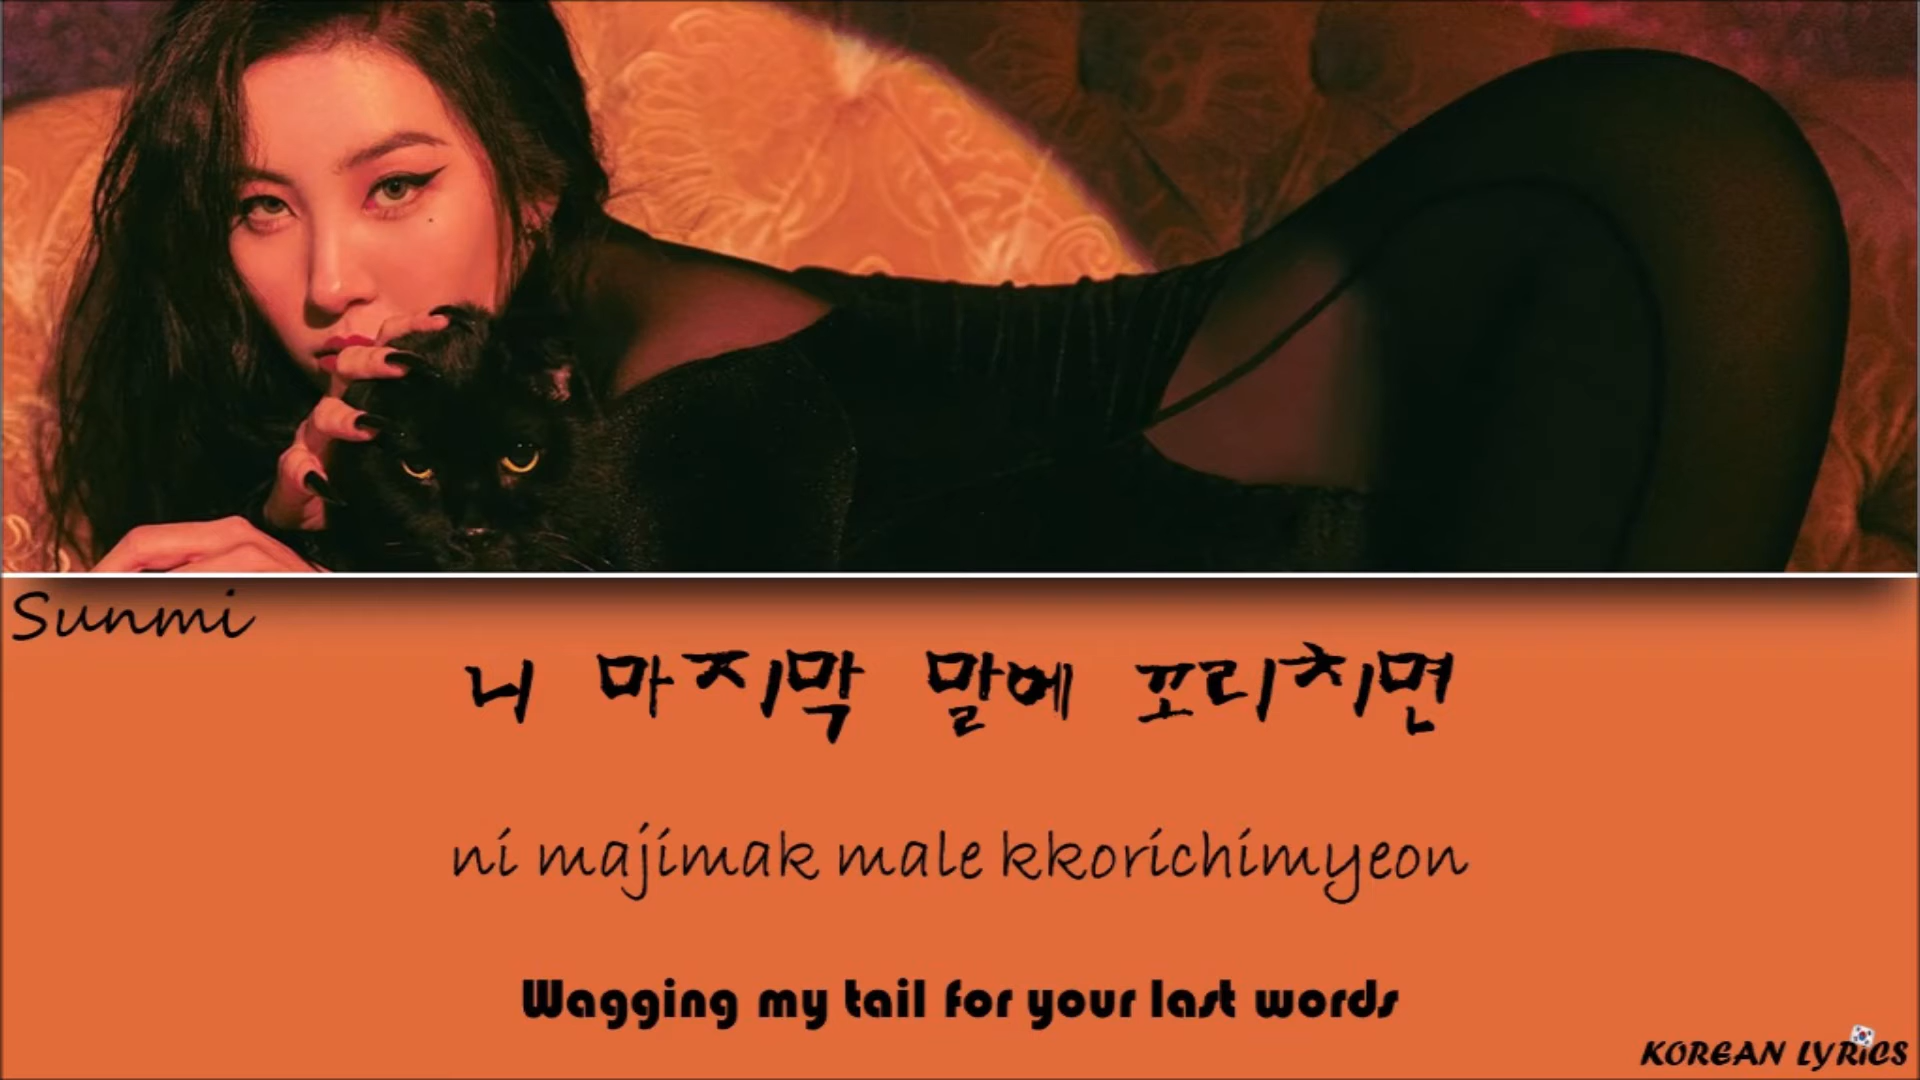 Sunmi
니 마지막 말에 꼬리치면
ni majimak male kkorichimyeon
Wagging my tail for your last words
KOREAN LYRiCS